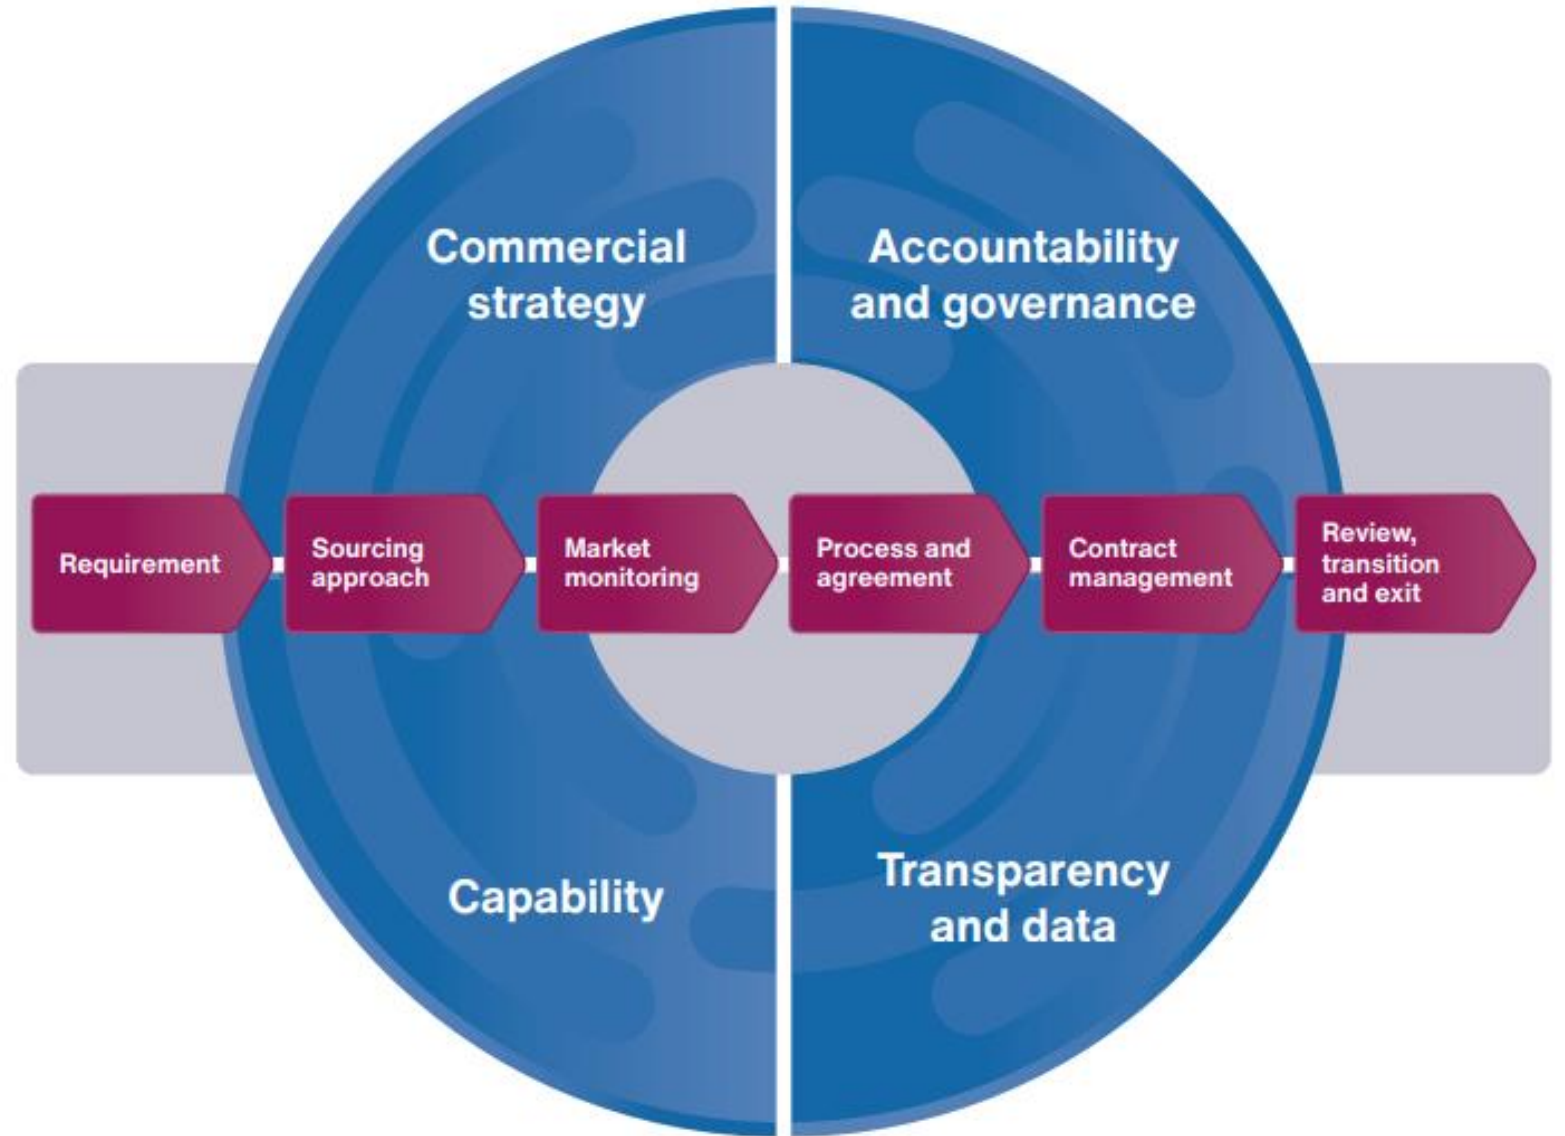 Commercial
strategy
Accountability
and governance
Requirement
Sourcing
approach
Market
monitoring
Process and
agreement
Contract
management
Review,
transition
and exit
Capability
Transparency
and data